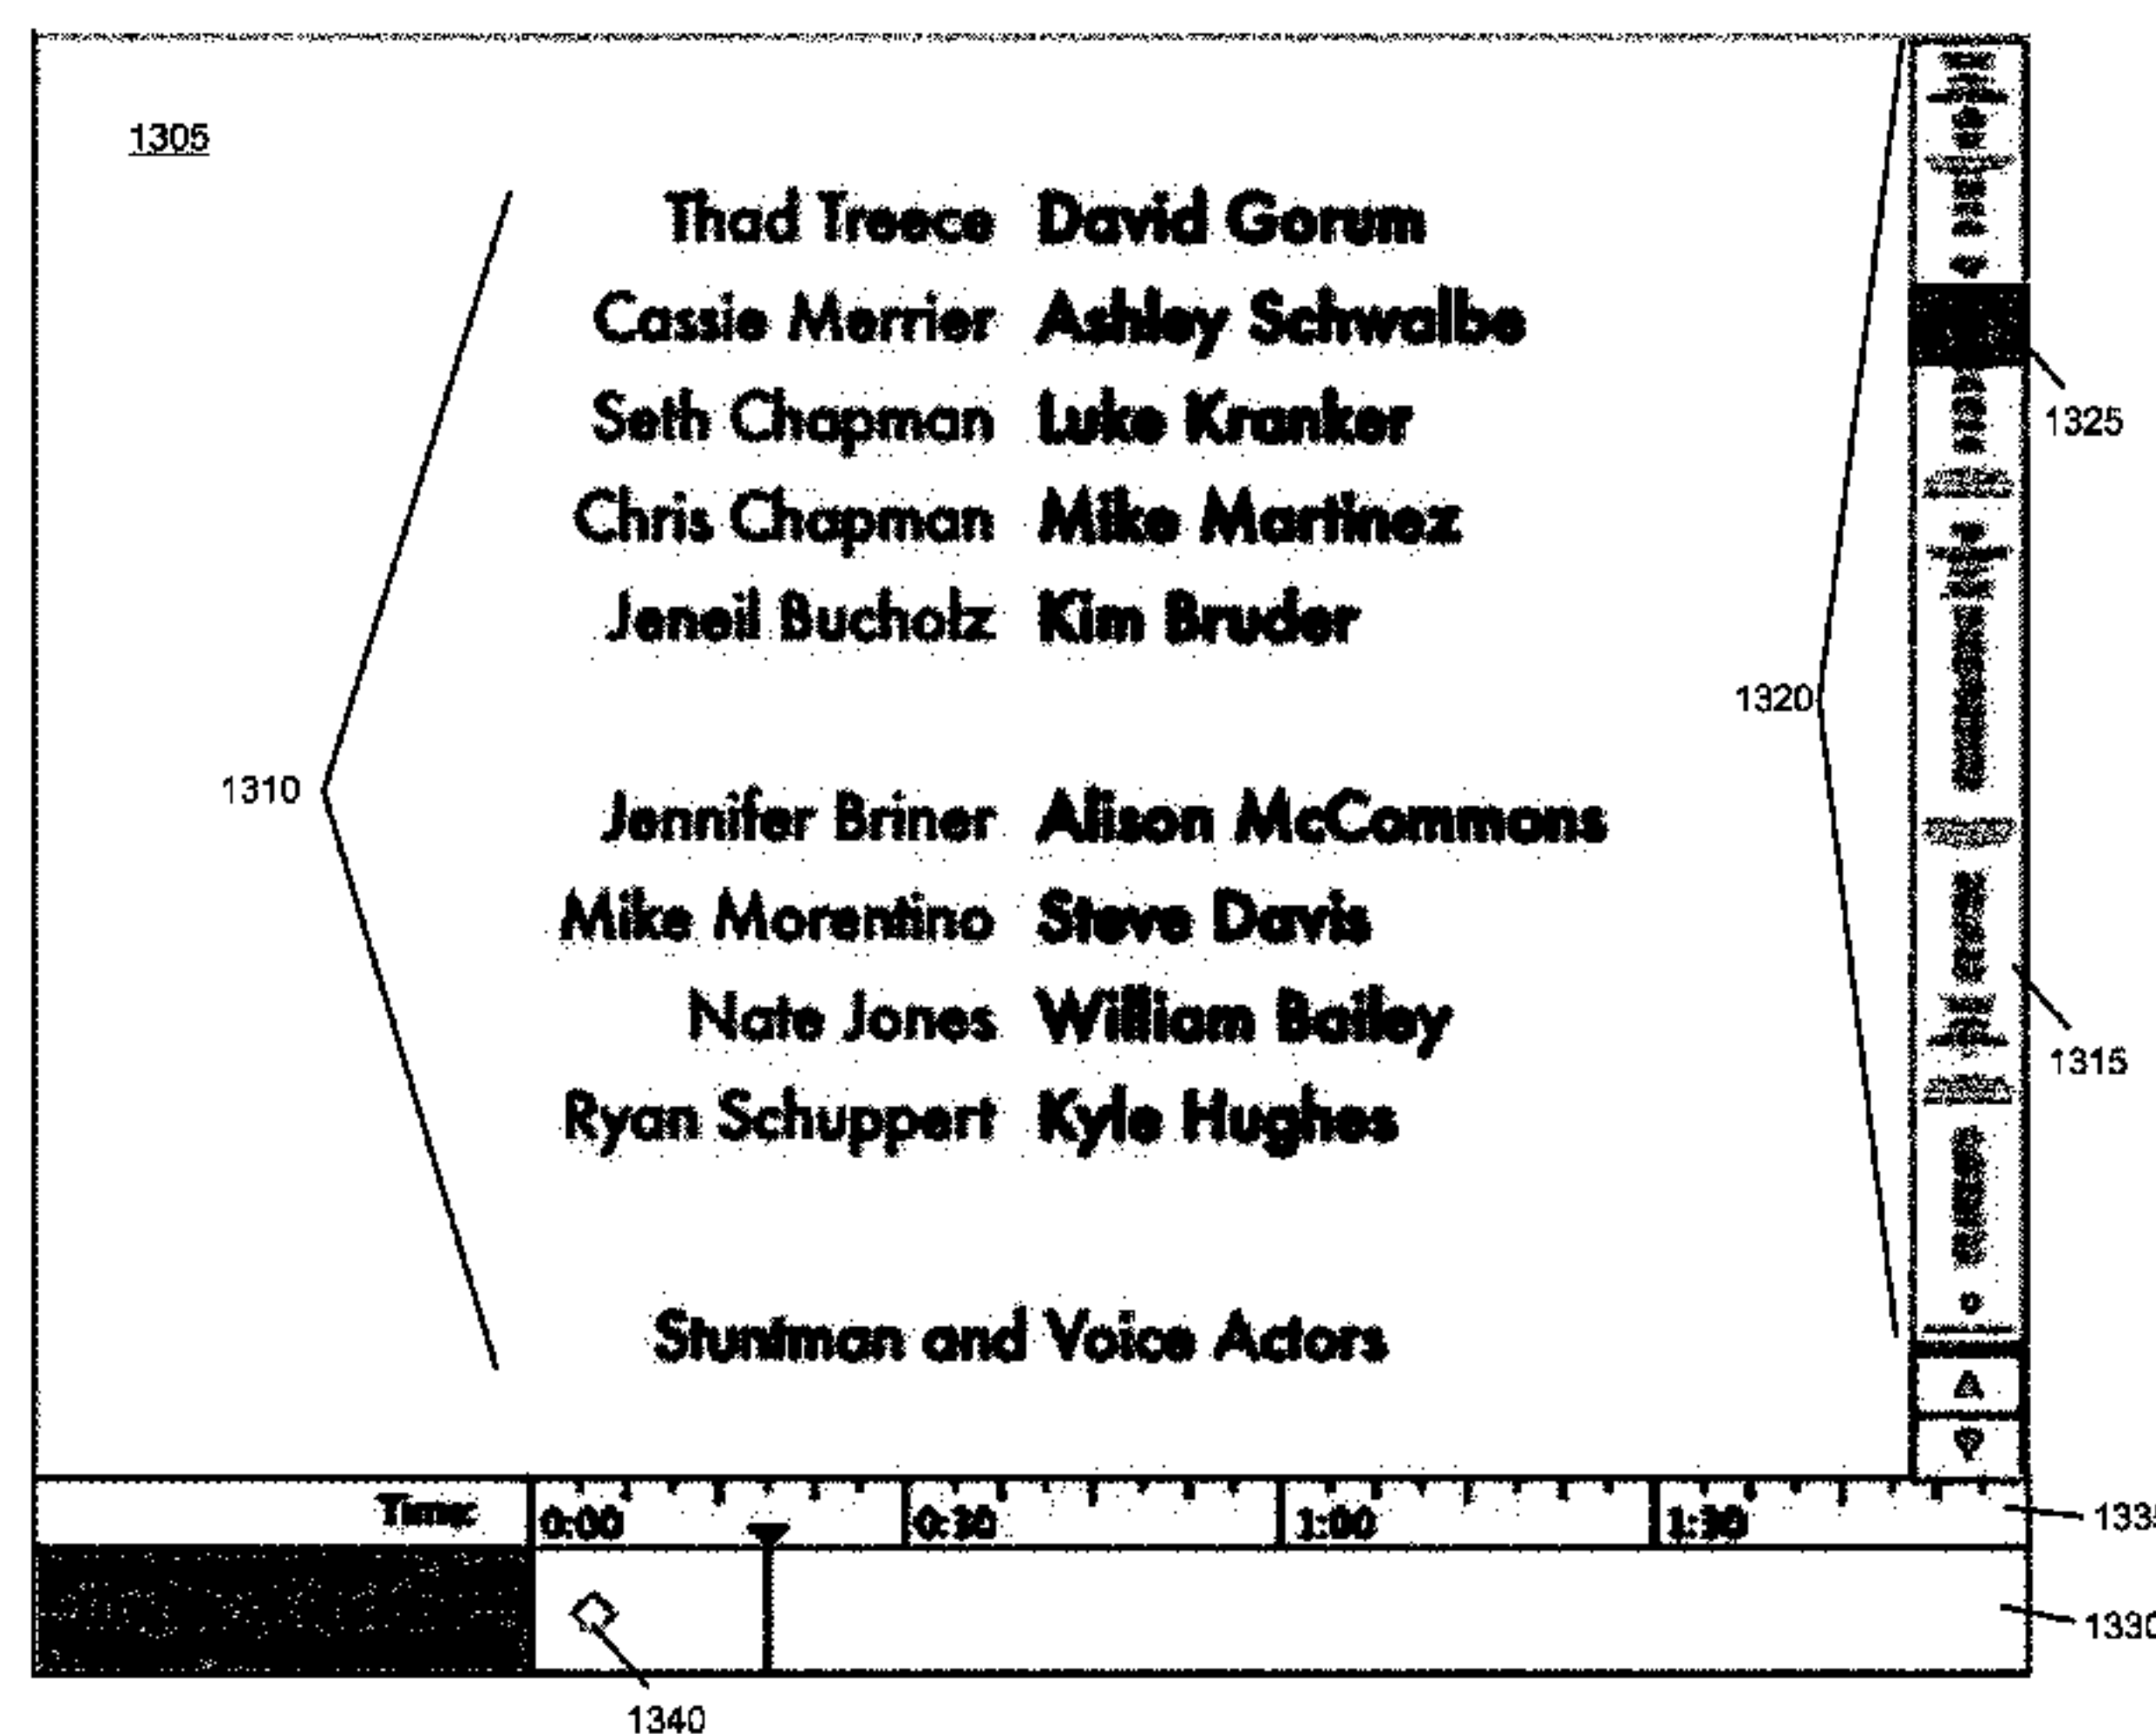 1305
Thad Treece David Gorum
Cassie Merrier Ashley Schwalbe
Seth Chapman Luke Kranker
1325
Chris Chapman Mike Martinez
Jeneil Bucholz Kim Bruder
1320
1310
Jennifer Briner Alison McCommons
Mike Morentino Steve Davis
Nate Jones William Bailey
1315
Ryan Schuppert Kyle Hughes
Stuntman and Voice Actors
Time: 0:00 0:30 1:00 1:30
1335
1330
1340